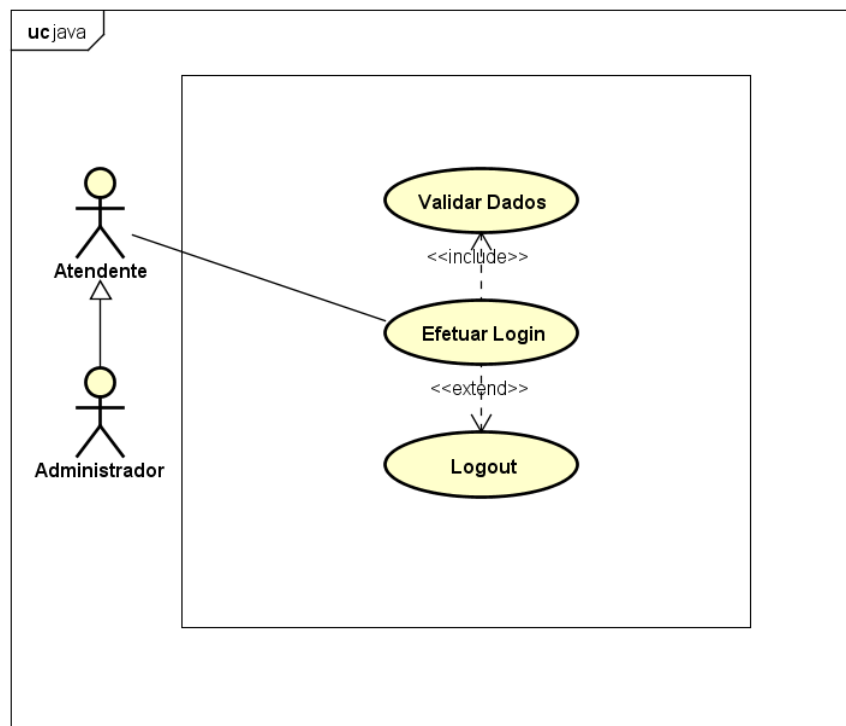 uc java
Validar Dados
<<include>>
Atendente
Efetuar Login
<<extend>>
Administrador
Logout